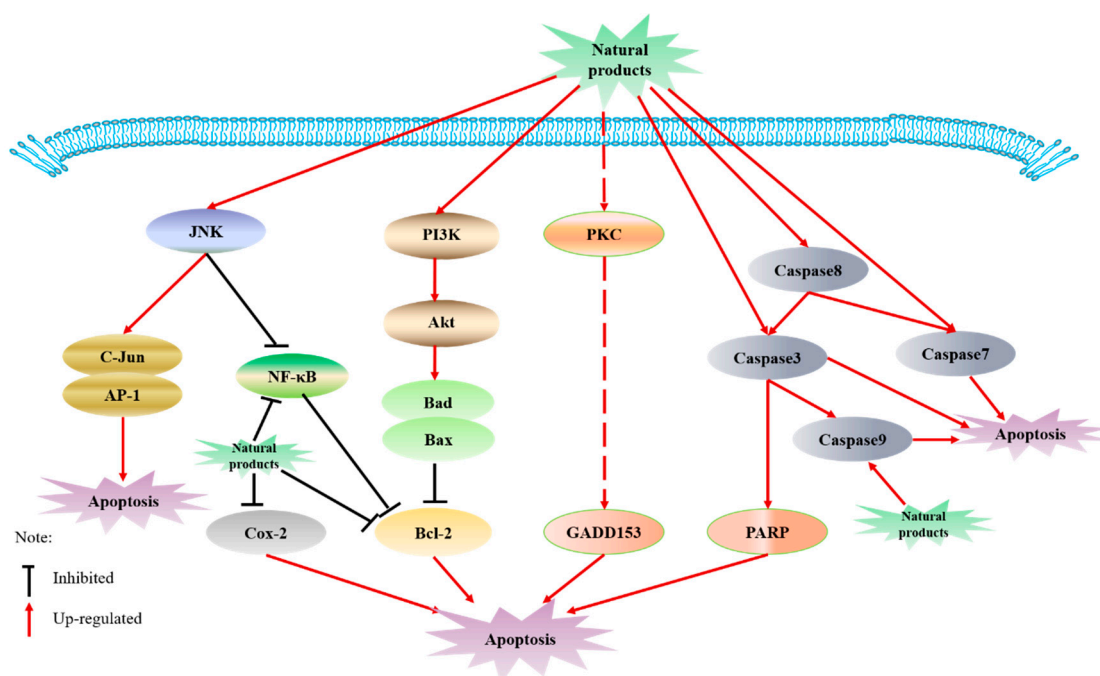 Natural
products
JNK
PI3K
PKC
Caspase8
Akt
C-Jun
AP-1
NF-κB
Caspase3
Caspase7
Bad
Bax
Natural
products
Caspase9
Apoptosis
Apoptosis
Cox-2
Bcl-2
GADD153
PARP
Natural
products
Note:
Inhibited
Up-regulated
Apoptosis